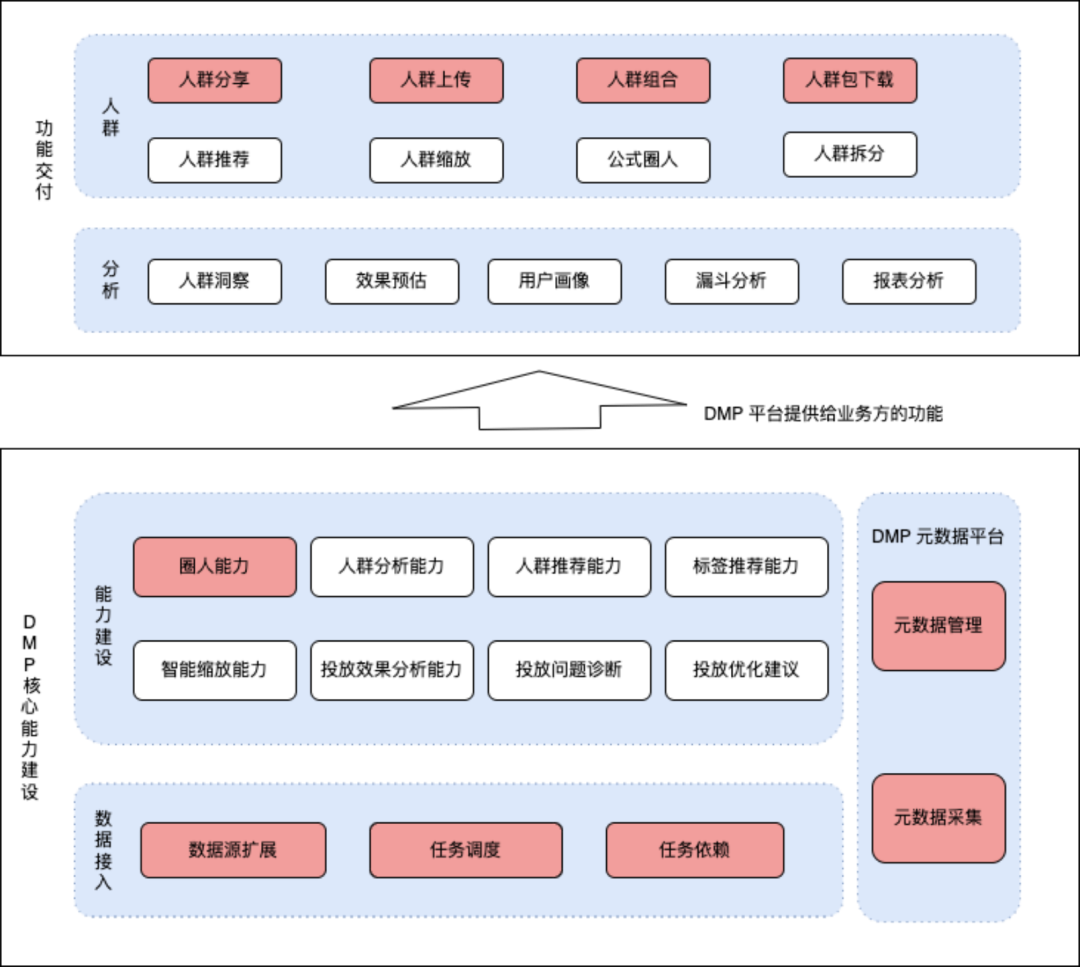 功能交付
人群
人群分享
人群上传
人群组合
人群包下载
人群推荐
人群缩放
公式圈人
人群拆分
分析
人群洞察
效果预估
用户画像
漏斗分析
报表分析
DMP 平台提供给业务方的功能
DMP核心能力建设
能力建设
圈人能力
人群分析能力
人群推荐能力
标签推荐能力
智能缩放能力
投放效果分析能力
投放问题诊断
投放优化建议
数据接入
数据源扩展
任务调度
任务依赖
DMP 元数据平台
元数据管理
元数据采集